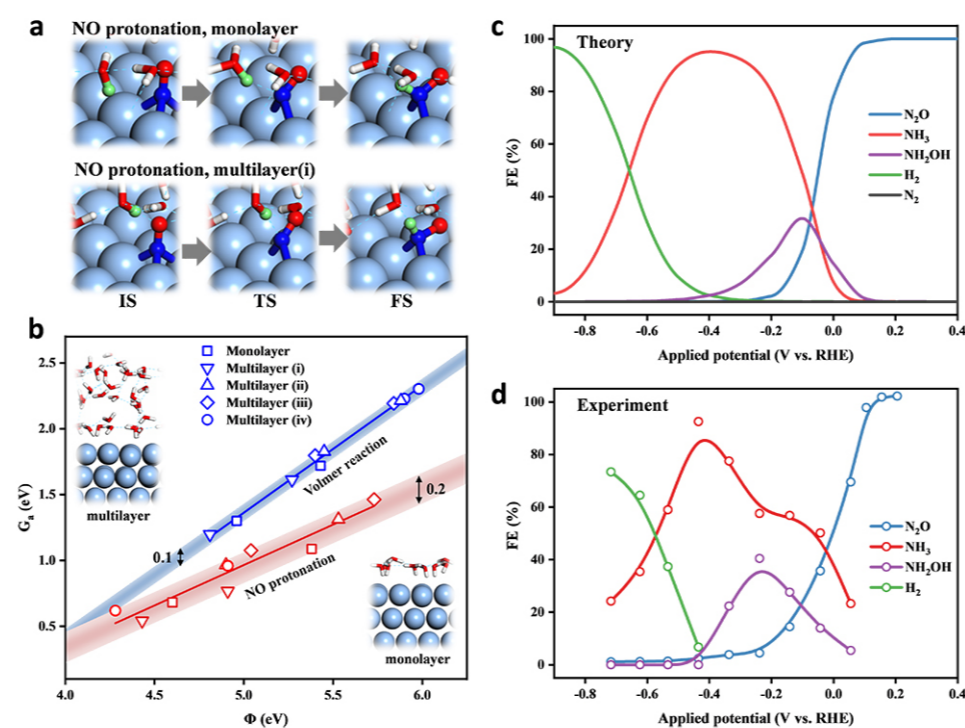 a
NO protonation, monolayer
NO protonation, multilayer(i)
IS
TS
FS
b
2.5
2.0
1.5
1.0
0.5
Gₐ (eV)
Monolayer
Multilayer (i)
Multilayer (ii)
Multilayer (iii)
Multilayer (iv)
multilayer
Volmer reaction
0.2
0.1
NO protonation
monolayer
4.0 4.5 5.0 5.5 6.0
Φ (eV)
c
Theory
100
80
60
40
20
0
FE (%)
N₂O
NH₃
NH₂OH
H₂
N₂
-0.8 -0.6 -0.4 -0.2 0.0 0.2 0.4
Applied potential (V vs. RHE)
d
Experiment
100
80
60
40
20
0
FE (%)
N₂O
NH₃
NH₂OH
H₂
-0.8 -0.6 -0.4 -0.2 0.0 0.2 0.4
Applied potential (V vs. RHE)